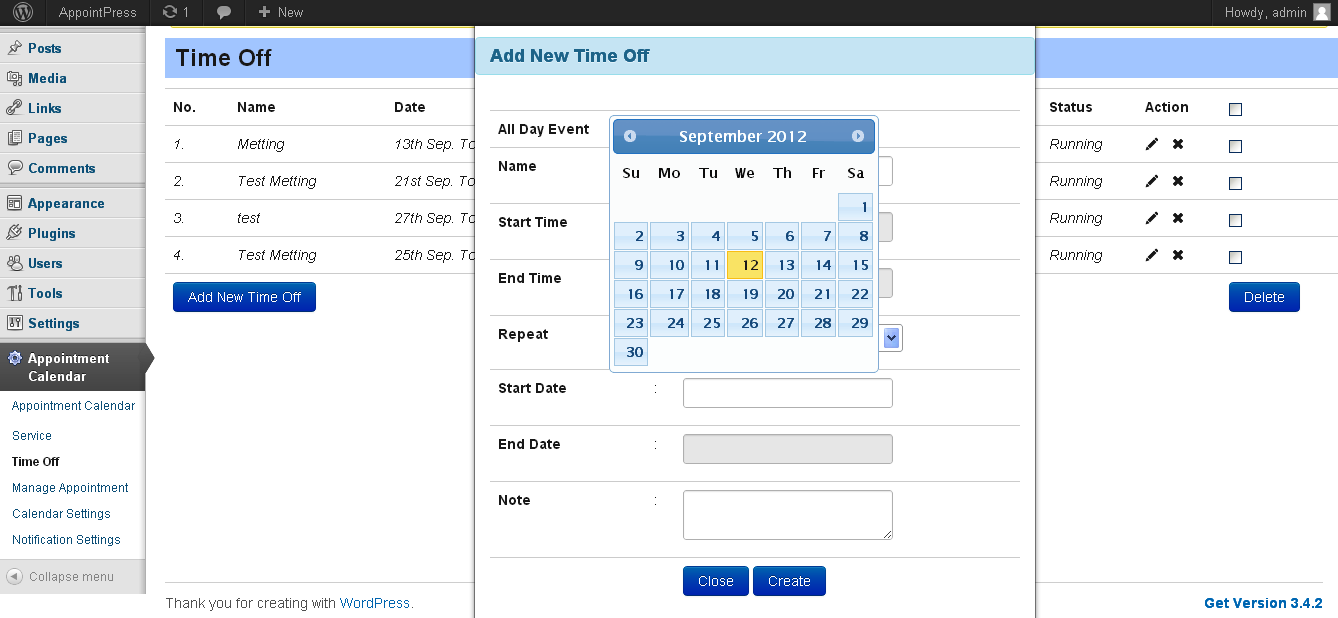 AppointPress 1 New Howdy, admin
Posts
Media
Links
Pages
Comments
Appearance
Plugins
Users
Tools
Settings
Appointment
Calendar
Appointment Calendar
Service
Time Off
Manage Appointment
Calendar Settings
Notification Settings
Collapse menu
Time Off
No. Name Date Status Action
1. Metting 13th Sep. To Running
2. Test Metting 21st Sep. To Running
3. test 27th Sep. To Running
4. Test Metting 25th Sep. To Running
Add New Time Off Delete
Add New Time Off
All Day Event
Name
Start Time
End Time
Repeat
Start Date :
End Date :
Note :
Close Create
September 2012
Su Mo Tu We Th Fr Sa
1
2 3 4 5 6 7 8
9 10 11 12 13 14 15
16 17 18 19 20 21 22
23 24 25 26 27 28 29
30
Thank you for creating with WordPress. Get Version 3.4.2